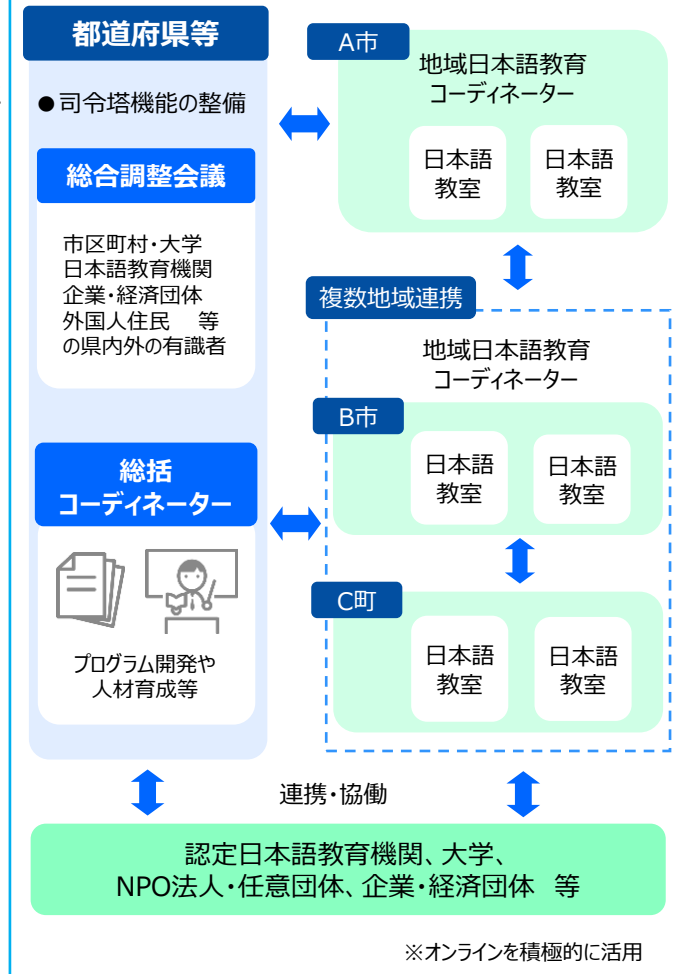 都道府県等
●司令塔機能の整備
総合調整会議
市区町村・大学
日本語教育機関
企業・経済団体
外国人住民　等
の県内外の有識者
総括
コーディネーター
プログラム開発や
人材育成等
A市
地域日本語教育
コーディネーター
日本語
教室
日本語
教室
複数地域連携
地域日本語教育
コーディネーター
B市
日本語
教室
日本語
教室
C町
日本語
教室
日本語
教室
連携・協働
認定日本語教育機関、大学、
NPO法人・任意団体、企業・経済団体　等
※オンラインを積極的に活用